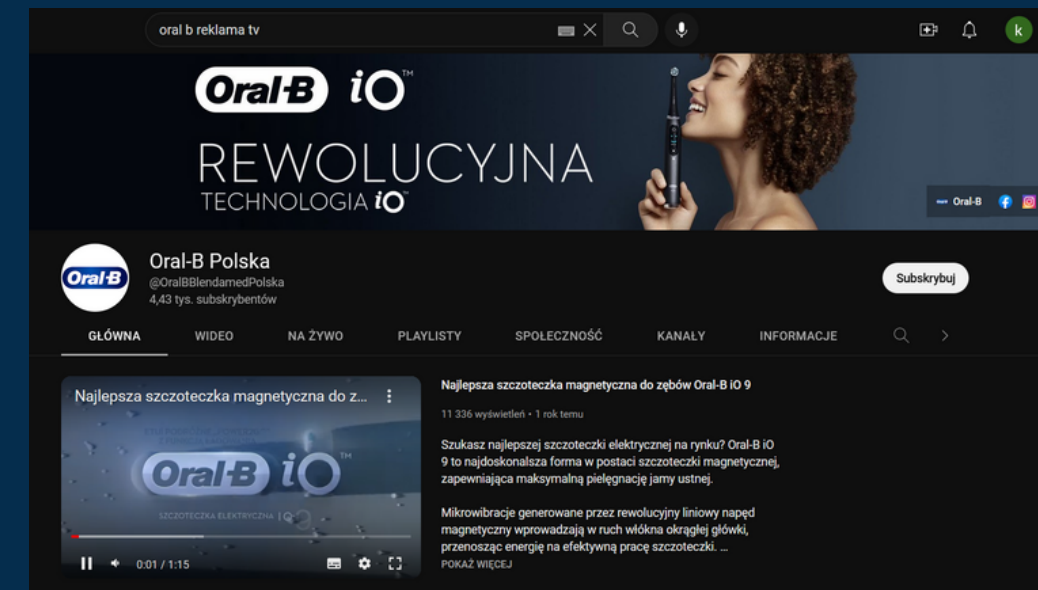 oral b reklama tv
k
Oral-B iO™
REWOLUCYJNA
TECHNOLOGIA iO™
Oral-B
Oral-B
Oral-B Polska
@OralBBlendamedPolska
4,43 tys. subskrybentów
Subskrybuj
GŁÓWNA WIDEO NA ŻYWO PLAYLISTY SPOŁECZNOŚĆ KANAŁY INFORMACJE
Najlepsza szczoteczka magnetyczna do z...
Oral-B iO™
SZCZOTECZKA ELEKTRYCZNA
0:01 / 1:15
Najlepsza szczoteczka magnetyczna do zębów Oral-B iO 9
11 336 wyświetleń • 1 rok temu
Szukasz najlepszej szczoteczki elektrycznej na rynku? Oral-B iO
9 to najdoskonalsza forma w postaci szczoteczki magnetycznej,
zapewniająca maksymalną pielęgnację jamy ustnej.
Mikrowibracje generowane przez rewolucyjny liniowy napęd
magnetyczny wprowadzają w ruch włókna okrągłej główki,
przenosząc energię na efektywną pracę szczoteczki. ...
POKAŻ WIĘCEJ